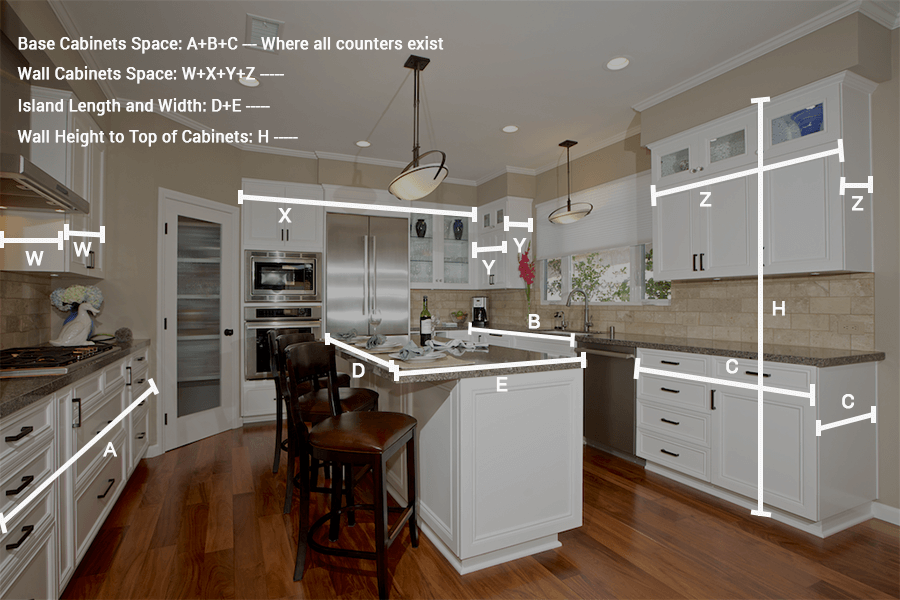 Base Cabinets Space: A+B+C --- Where all counters exist
Wall Cabinets Space: W+X+Y+Z -----
Island Length and Width: D+E -----
Wall Height to Top of Cabinets: H -----
X
Z
Z
W
W
Y
Y
H
B
D
E
C
C
A